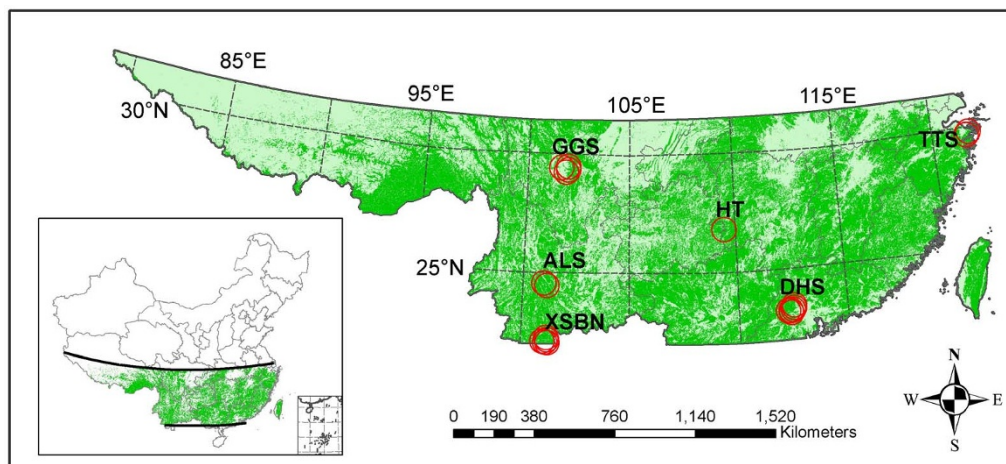 85°E
95°E
105°E
115°E
30°N
GGS
TTS
HT
ALS
25°N
DHS
XSBN
N
W E
S
0 190 380 760 1,140 1,520
Kilometers